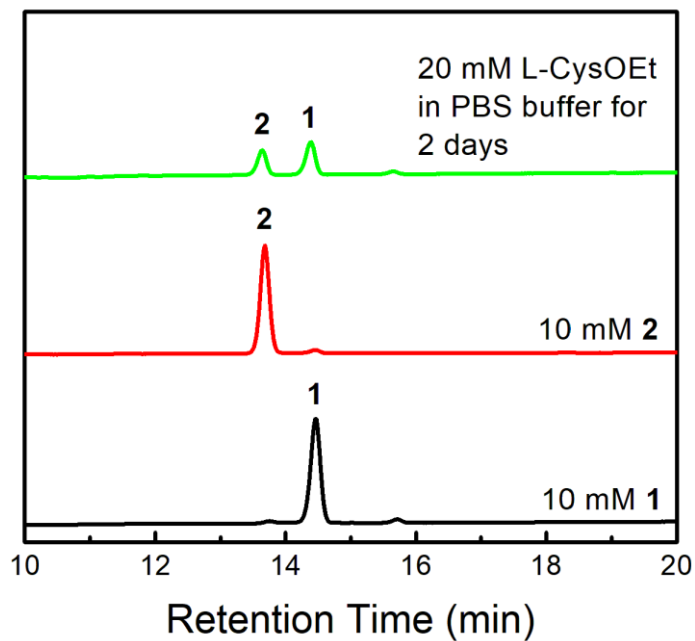 20 mM L-CysOEt
in PBS buffer for
2 days
2 1
2
10 mM 2
1
10 mM 1
10 12 14 16 18 20
Retention Time (min)